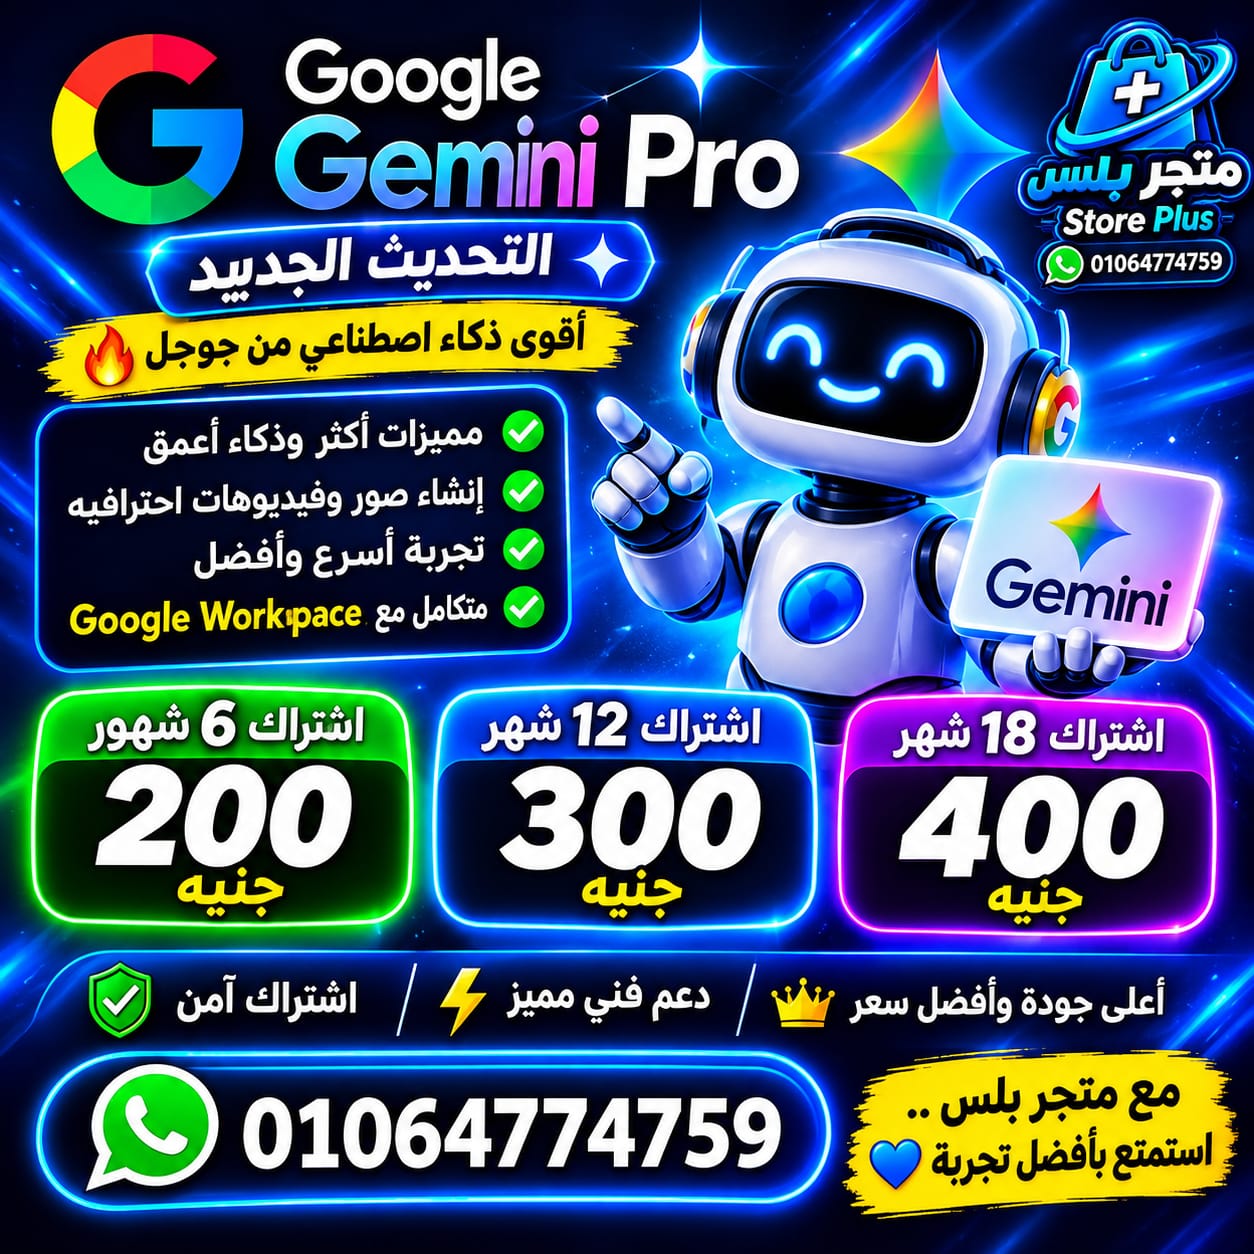 Google
Gemini Pro
متجر بلس
Store Plus
01064774759
التحديث الجديد
أقوى ذكاء اصطناعي من جوجل
مميزات أكثر وذكاء أعمق
إنشاء صور وفيديوهات احترافيه
تجربة أسرع وأفضل
متكامل مع Google Workspace
G
Gemini
اشتراك 6 شهور
200
جنيه
اشتراك 12 شهر
300
جنيه
اشتراك 18 شهر
400
جنيه
اشتراك آمن
دعم فني مميز
أعلى جودة وأفضل سعر
01064774759
مع متجر بلس ..
استمتع بأفضل تجربة